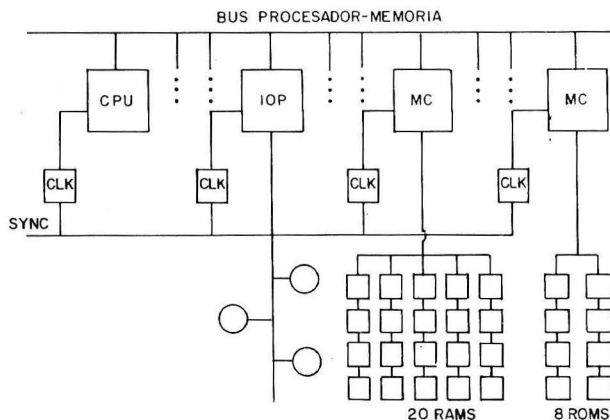 BUS PROCESADOR-MEMORIA
CPU
IOP
MC
MC
CLK
CLK
CLK
CLK
SYNC
20 RAMS
8 ROMS